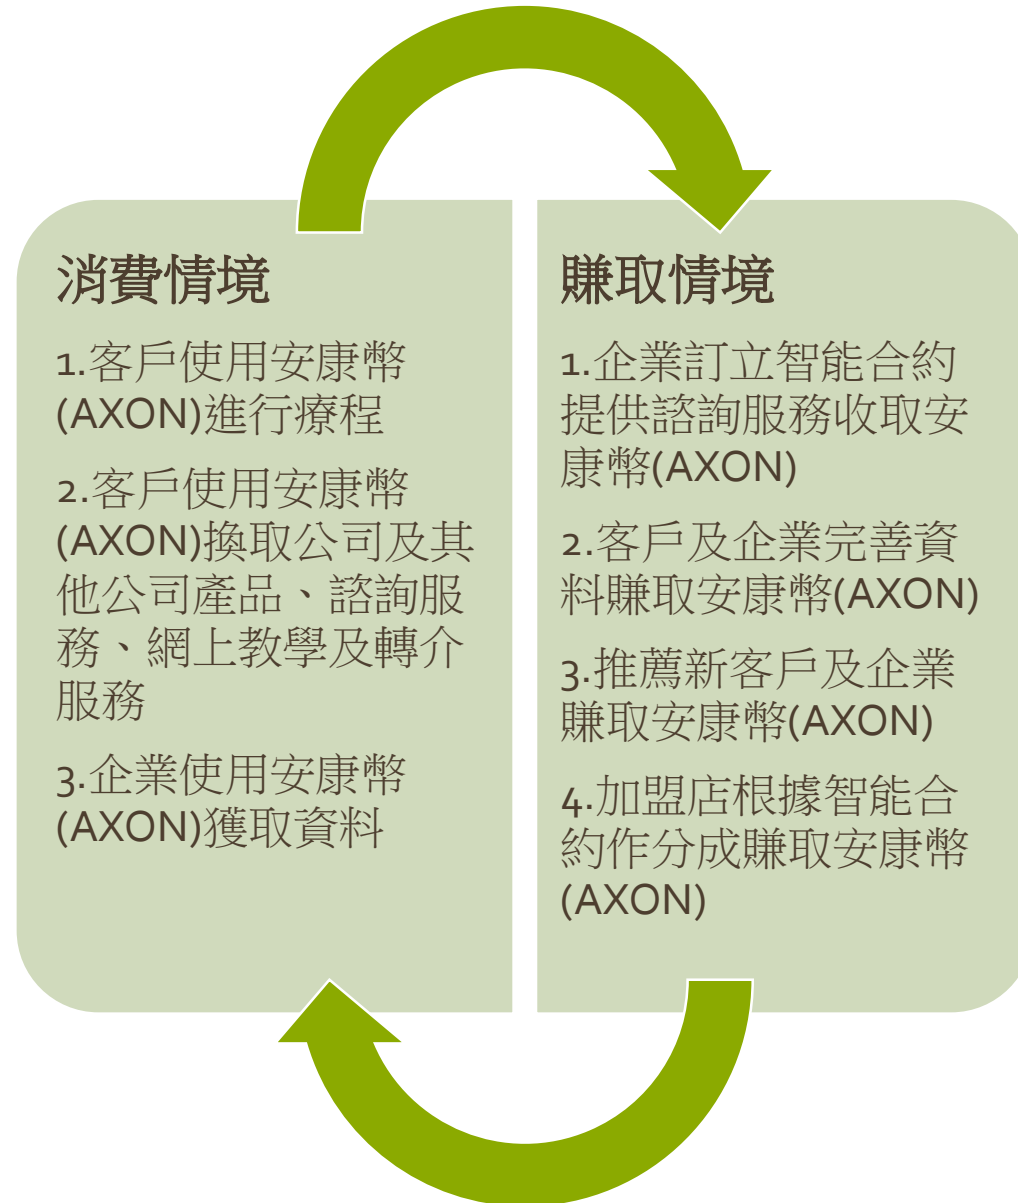 消費情境
1.客戶使用安康幣
(AXON)進行療程
2.客戶使用安康幣
(AXON)換取公司及其
他公司產品、諮詢服
務、網上教學及轉介
服務
3.企業使用安康幣
(AXON)獲取資料
賺取情境
1.企業訂立智能合約
提供諮詢服務收取安
康幣(AXON)
2.客戶及企業完善資
料賺取安康幣(AXON)
3.推薦新客戶及企業
賺取安康幣(AXON)
4.加盟店根據智能合
約作分成賺取安康幣
(AXON)